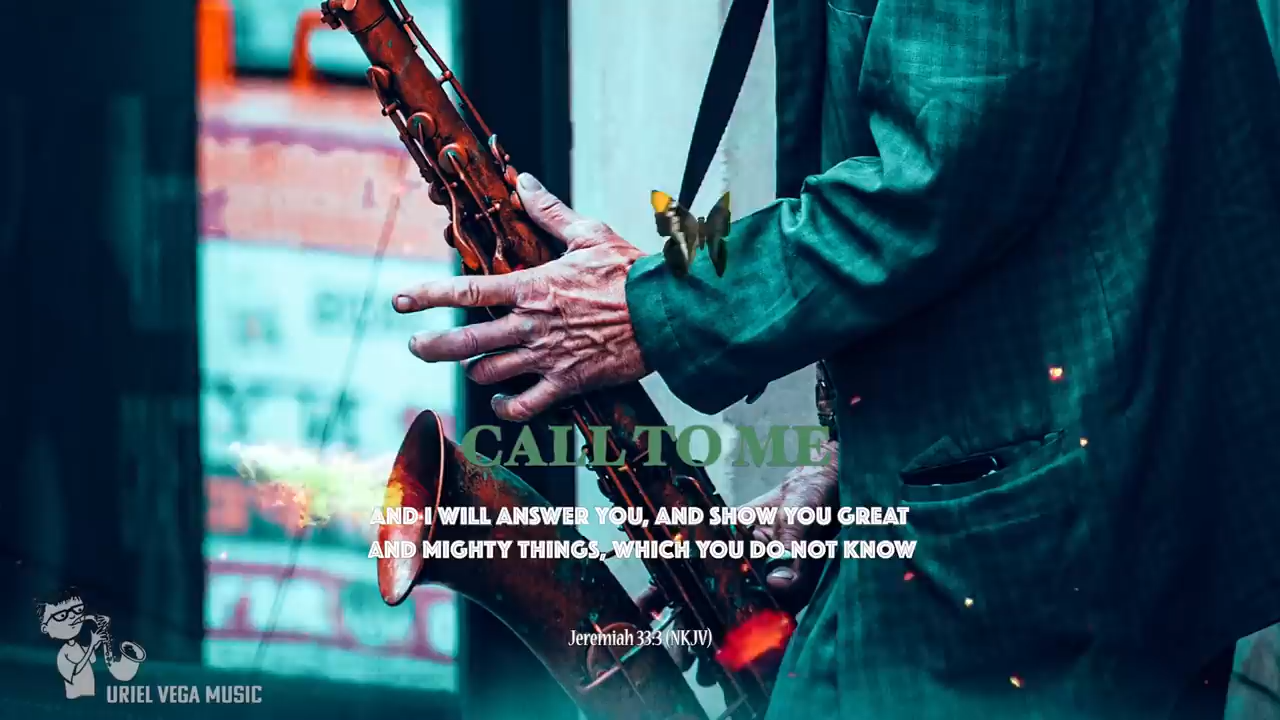 CALL TO ME
AND I WILL ANSWER YOU, AND SHOW YOU GREAT
AND MIGHTY THINGS, WHICH YOU DO NOT KNOW
Jeremiah 33:3 (NKJV)
URIEL VEGA MUSIC